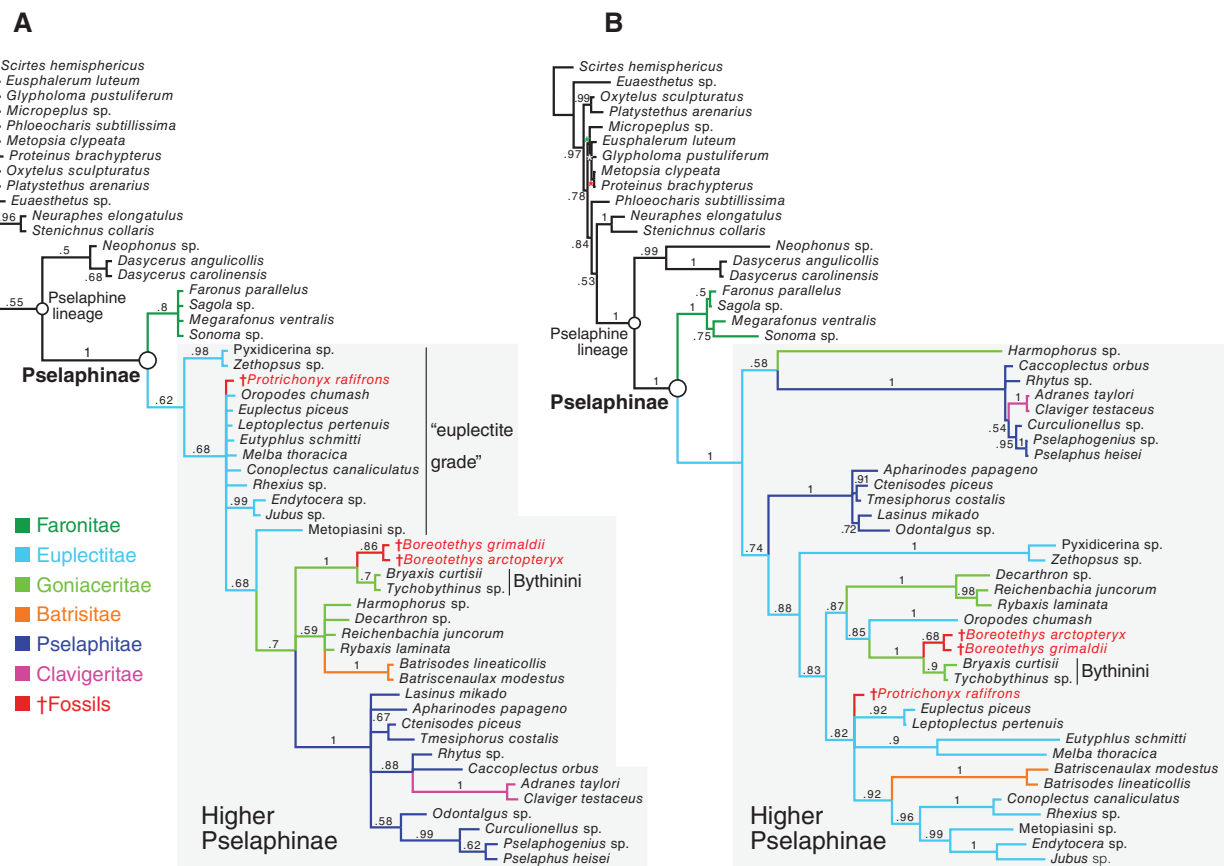 A
Scirtes hemisphericus
Eusphalerum luteum
Glypholoma pustuliferum
Micropeplus sp.
Phloeocharis subtillissima
Metopsia clypeata
Proteinus brachypterus
Oxytelus sculpturatus
Platystethus arenarius
Euaesthetus sp.
.96
Neuraphes elongatulus
Stenichnus collaris
.5
Neophonus sp.
Dasycerus angulicollis
.68
Dasycerus carolinensis
.55
Pselaphine
lineage
.8
Faronus parallelus
Sagola sp.
Megarafonus ventralis
Sonoma sp.
1
Pselaphinae
.98
Pyxidicerina sp.
Zethopsus sp.
.62
†Protrichonyx rafifrons
Oropodes chumash
Euplectus piceus
Leptoplectus pertenuis
Eutyphlus schmitti
.68
Melba thoracica
Conoplectus canaliculatus
Rhexius sp.
.99
Endytocera sp.
Jubus sp.
"euplectite
grade"
Metopiasini sp.
.68
.86
†Boreotethys grimaldii
†Boreotethys arctopteryx
1
.7
Bryaxis curtisii
Tychobythinus sp.
Bythinini
.7
.59
Harmophorus sp.
Decarthron sp.
Reichenbachia juncorum
Rybaxis laminata
1
Batrisodes lineaticollis
Batriscenaulax modestus
1
Lasinus mikado
Apharinodes papageno
.67
Ctenisodes piceus
Tmesiphorus costalis
.88
Rhytus sp.
Caccoplectus orbus
1
Adranes taylori
Claviger testaceus
.58
Odontalgus sp.
.99
Curculionellus sp.
.62
Pselaphogenius sp.
Pselaphus heisei
Higher
Pselaphinae
Faronitae
Euplectitae
Goniaceritae
Batrisitae
Pselaphitae
Clavigeritae
†Fossils
B
Scirtes hemisphericus
Euaesthetus sp.
.99
Oxytelus sculpturatus
Platystethus arenarius
Micropeplus sp.
*
Eusphalerum luteum
*
Glypholoma pustuliferum
.97
Metopsia clypeata
*
Proteinus brachypterus
.78
Phloeocharis subtillissima
1
Neuraphes elongatulus
Stenichnus collaris
.84
.99
Neophonus sp.
1
Dasycerus angulicollis
Dasycerus carolinensis
.53
1
Pselaphine
lineage
.5
Faronus parallelus
Sagola sp.
1
Megarafonus ventralis
.75
Sonoma sp.
1
Pselaphinae
.58
Harmophorus sp.
Caccoplectus orbus
1
Rhytus sp.
1
Adranes taylori
Claviger testaceus
.54
Curculionellus sp.
.95
1
Pselaphogenius sp.
Pselaphus heisei
1
1
.91
Apharinodes papageno
Ctenisodes piceus
Tmesiphorus costalis
Lasinus mikado
.72
Odontalgus sp.
.74
1
Pyxidicerina sp.
Zethopsus sp.
.88
1
Decarthron sp.
.98
Reichenbachia juncorum
Rybaxis laminata
.87
1
Oropodes chumash
.85
.68
†Boreotethys arctopteryx
†Boreotethys grimaldii
1
.9
Bryaxis curtisii
Tychobythinus sp.
Bythinini
.83
†Protrichonyx rafifrons
.92
Euplectus piceus
Leptoplectus pertenuis
.82
.9
Eutyphlus schmitti
Melba thoracica
1
Batriscenaulax modestus
Batrisodes lineaticollis
.92
1
Conoplectus canaliculatus
Rhexius sp.
.96
.99
Metopiasini sp.
1
Endytocera sp.
Jubus sp.
Higher
Pselaphinae